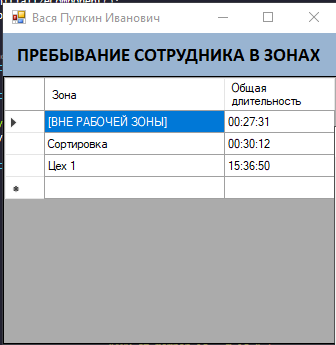 Вася Пупкин Иванович
ПРЕБЫВАНИЕ СОТРУДНИКА В ЗОНАХ
Зона
Общая
длительность
[ВНЕ РАБОЧЕЙ ЗОНЫ]
00:27:31
Сортировка
00:30:12
Цех 1
15:36:50